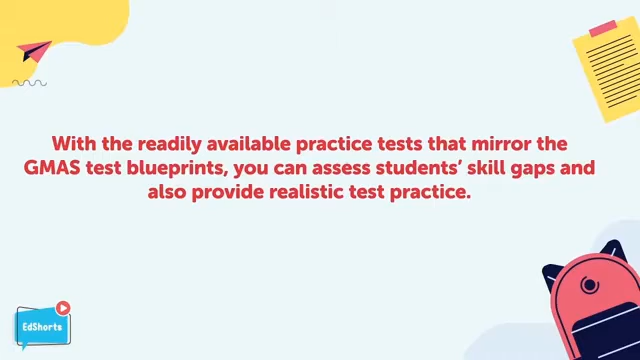 With the readily available practice tests that mirror the
GMAS test blueprints, you can assess students’ skill gaps and
also provide realistic test practice.
EdShorts